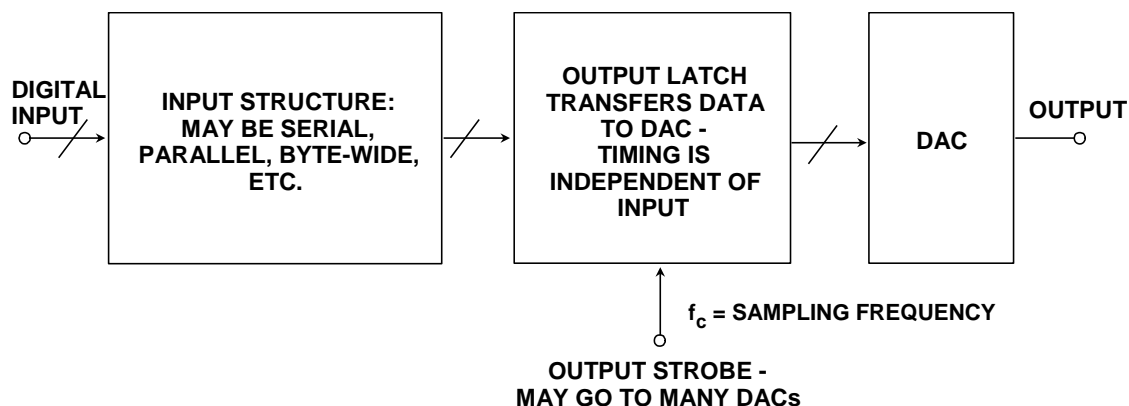 DIGITAL
INPUT
INPUT STRUCTURE:
MAY BE SERIAL,
PARALLEL, BYTE-WIDE,
ETC.
OUTPUT LATCH
TRANSFERS DATA
TO DAC -
TIMING IS
INDEPENDENT OF
INPUT
DAC
OUTPUT
fc = SAMPLING FREQUENCY
OUTPUT STROBE -
MAY GO TO MANY DACs